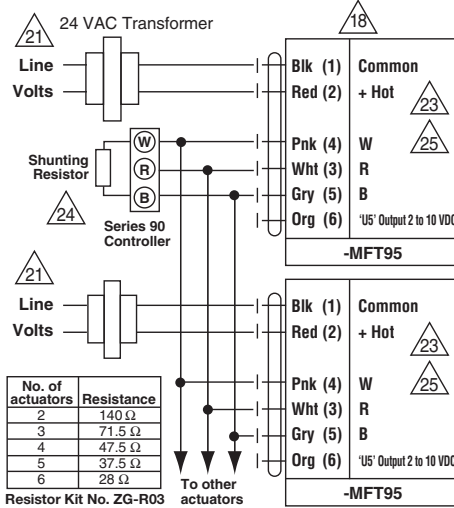 21 24 VAC Transformer
18
Line
Volts
Blk (1) Common
Red (2) + Hot
23
Pnk (4) W
25
Wht (3) R
Gry (5) B
Org (6) 'U5' Output 2 to 10 VDC
-MFT95
W
R
B
Shunting
Resistor
24
Series 90
Controller
21
Line
Volts
Blk (1) Common
Red (2) + Hot
23
Pnk (4) W
25
Wht (3) R
Gry (5) B
Org (6) 'U5' Output 2 to 10 VDC
-MFT95
No. of actuators Resistance
2 140 Ω
3 71.5 Ω
4 47.5 Ω
5 37.5 Ω
6 28 Ω
Resistor Kit No. ZG-R03
To other
actuators